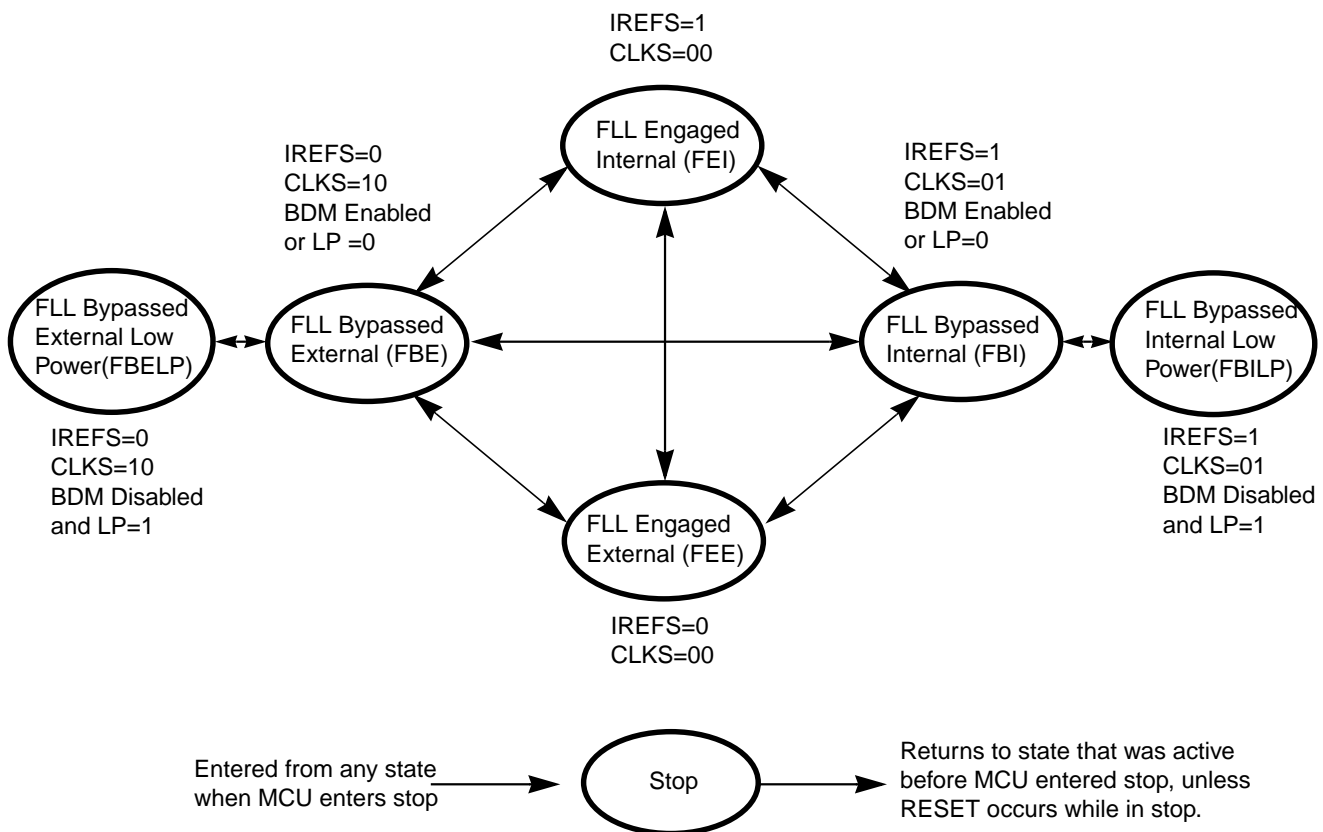 IREFS=1
CLKS=00
FLL Engaged
Internal (FEI)
IREFS=0
CLKS=10
BDM Enabled
or LP =0
IREFS=1
CLKS=01
BDM Enabled
or LP=0
FLL Bypassed
External Low
Power(FBELP)
FLL Bypassed
External (FBE)
FLL Bypassed
Internal (FBI)
FLL Bypassed
Internal Low
Power(FBILP)
IREFS=0
CLKS=10
BDM Disabled
and LP=1
IREFS=1
CLKS=01
BDM Disabled
and LP=1
FLL Engaged
External (FEE)
IREFS=0
CLKS=00
Entered from any state
when MCU enters stop
Stop
Returns to state that was active
before MCU entered stop, unless
RESET occurs while in stop.